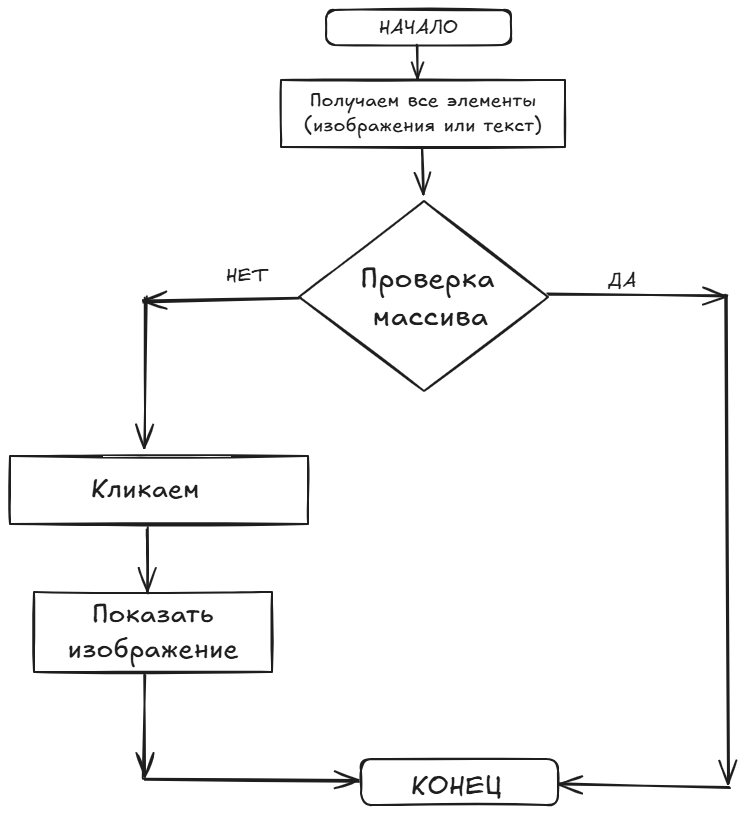 НАЧАЛО
Получаем все элементы
(изображения или текст)
НЕТ
ДА
Проверка
массива
Кликаем
Показать
изображение
КОНЕЦ